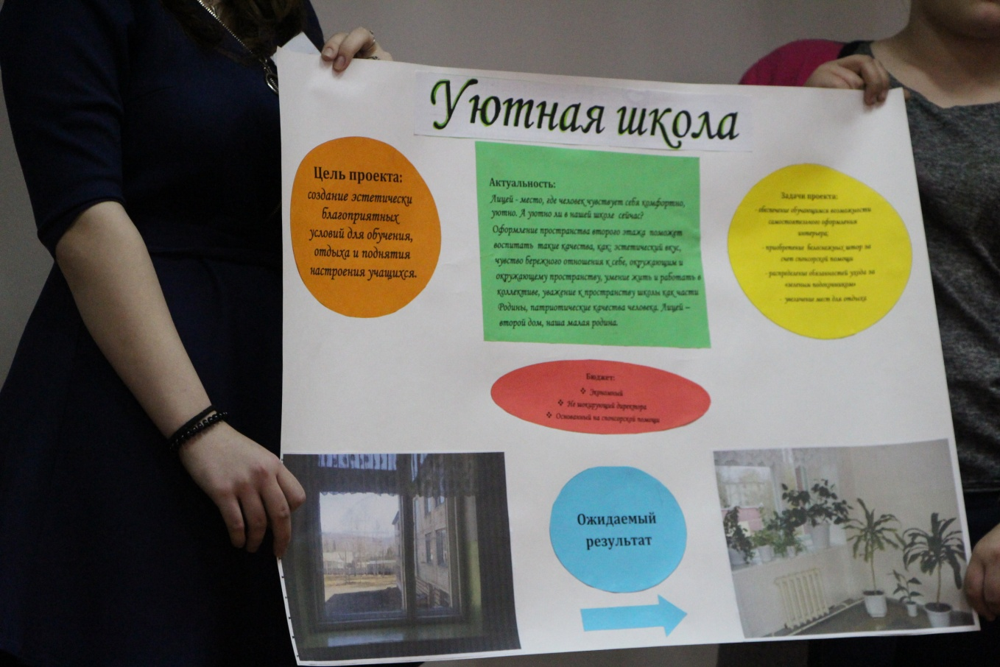 Уютная школа
Цель проекта:
создание эстетически
благоприятных
условий для обучения,
отдыха и поднятия
настроения учащихся.
Актуальность:
Лицей - место, где человек чувствует себя комфортно,
уютно. А уютно ли в нашей школе сейчас?
Оформление пространства второго этажа поможет
воспитать такие качества, как: эстетический вкус,
чувство бережного отношения к себе, окружающим и
окружающему пространству, умение жить и работать в
коллективе, уважение к пространству школы как части
Родины, патриотические качества человека. Лицей –
второй дом, наша малая родина.
Задачи проекта:
- обеспечение обучающимся возможности
самостоятельного оформления
интерьера;
- приобретение штор за
счет спонсорской помощи
- распределение обязанностей ухода за
«зеленым подоконником»
- увеличение мест для отдыха
Бюджет:
❖ Экономный
❖ Не шокирующий директора
❖ Основанный на спонсорской помощи
Ожидаемый
результат